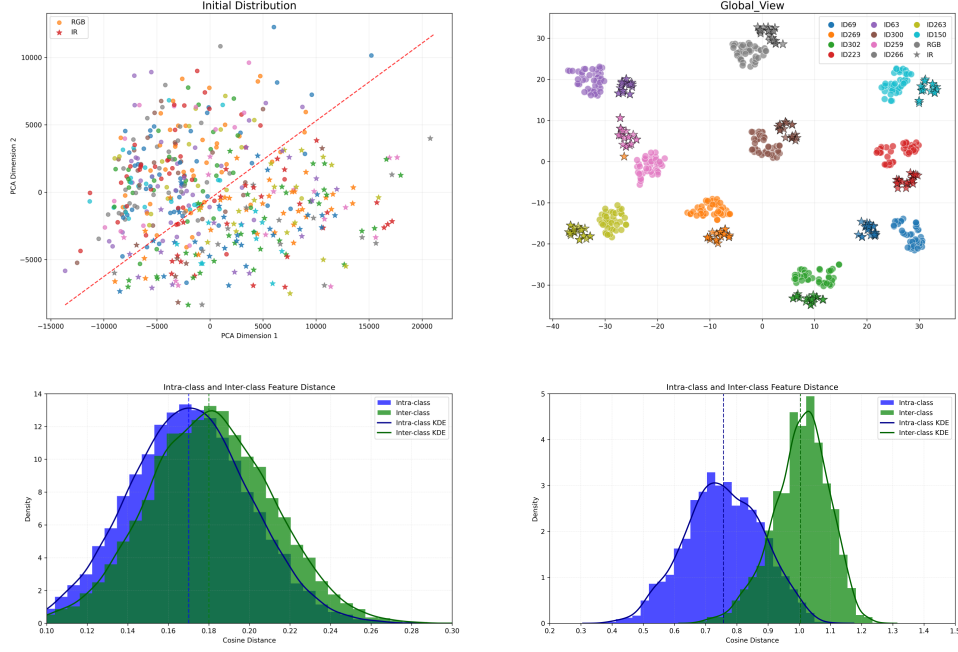 Initial Distribution
RGB
IR
10000
5000
0
−5000
PCA Dimension 2
−15000 −10000 −5000 0 5000 10000 15000 20000
PCA Dimension 1
Global_View
ID69 ID63 ID263
ID269 ID300 ID150
ID302 ID259 RGB
ID223 ID266 IR
30
20
10
0
−10
−20
−30
−40 −30 −20 −10 0 10 20 30
Intra-class and Inter-class Feature Distance
Intra-class
Inter-class
Intra-class KDE
Inter-class KDE
14
12
10
8
6
4
2
0
Density
0.10 0.12 0.14 0.16 0.18 0.20 0.22 0.24 0.26 0.28 0.30
Cosine Distance
Intra-class and Inter-class Feature Distance
Intra-class
Inter-class
Intra-class KDE
Inter-class KDE
5
4
3
2
1
0
Density
0.2 0.3 0.4 0.5 0.6 0.7 0.8 0.9 1.0 1.1 1.2 1.3 1.4 1.5
Cosine Distance